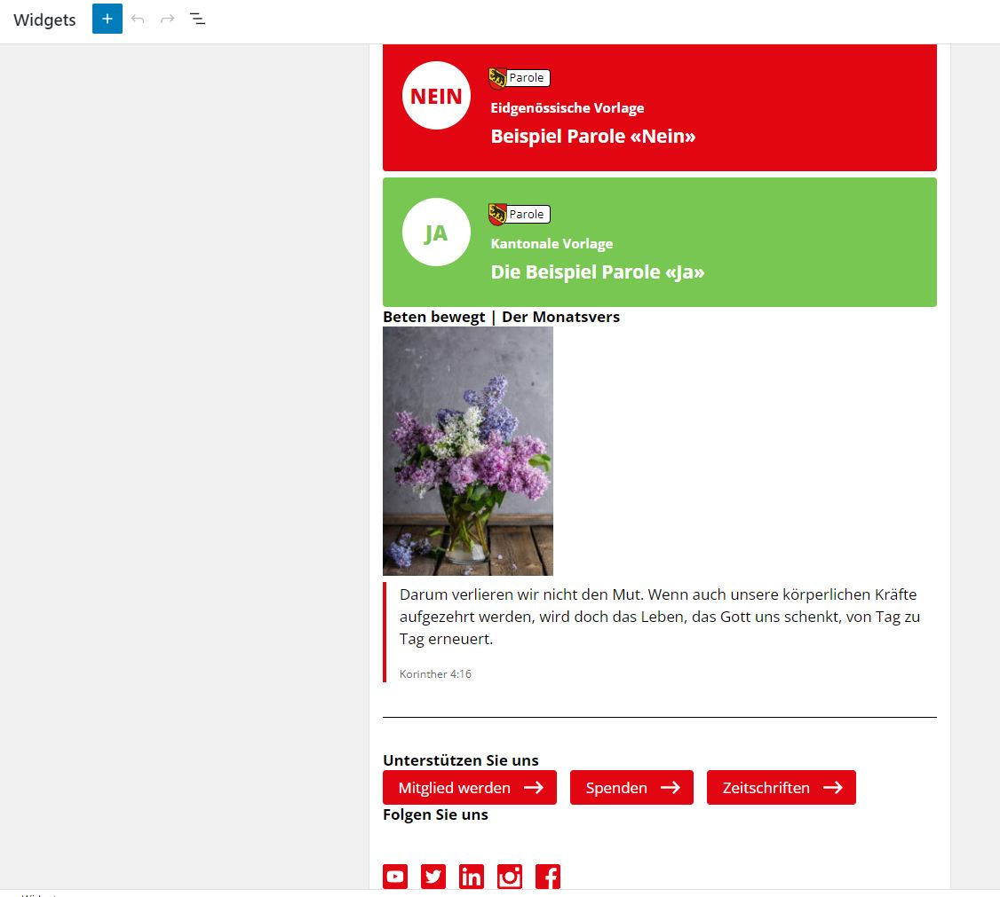 Widgets
NEIN
Parole
Eidgenössische Vorlage
Beispiel Parole «Nein»
JA
Parole
Kantonale Vorlage
Die Beispiel Parole «Ja»
Beten bewegt | Der Monatsvers
Darum verlieren wir nicht den Mut. Wenn auch unsere körperlichen Kräfte
aufgezehrt werden, wird doch das Leben, das Gott uns schenkt, von Tag zu
Tag erneuert.
Korinther 4:16
Unterstützen Sie uns
Mitglied werden
Spenden
Zeitschriften
Folgen Sie uns